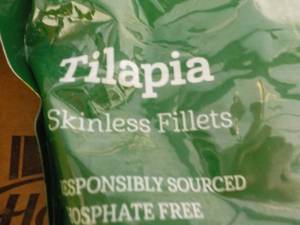 Tilapia
Skinless Fillets
ESPONSIBLY SOURCED
OSPHATE FREE